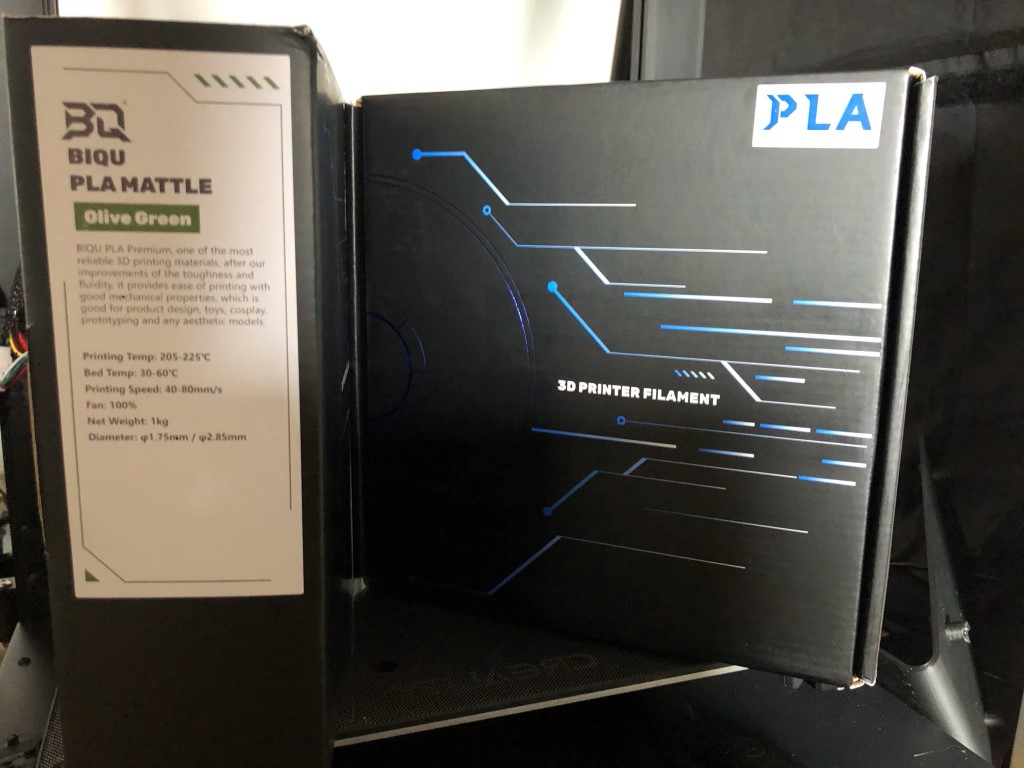 BQ
BIQU
PLA MATTLE
Olive Green
BIQU PLA Premium, one of the most
reliable 3D printing materials, after our
improvements of the toughness and
fluidity, it provides ease of printing with
good mechanical properties, which is
good for product design, toys, cosplay,
prototyping and any aesthetic models.
Printing Temp: 205-225℃
Bed Temp: 30-60℃
Printing Speed: 40-80mm/s
Fan: 100%
Net Weight: 1kg
Diameter: φ1.75mm / φ2.85mm
PLA
3D PRINTER FILAMENT